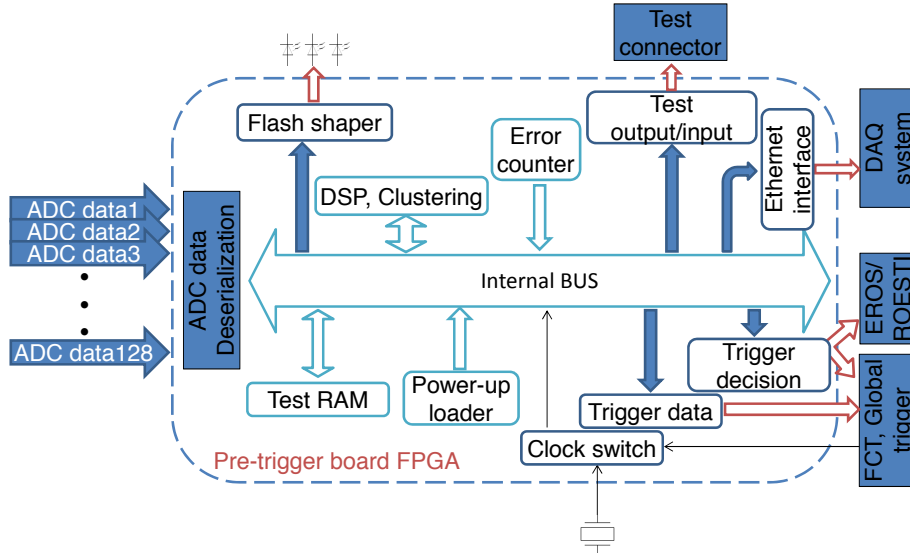 Test
connector
Flash shaper
Test
output/input
Error
counter
Ethernet
interface
DAQ
system
DSP, Clustering
ADC data1
ADC data2
ADC data3
ADC data128
ADC data
Deserialization
Internal BUS
EROS/
ROESTI
Test RAM
Power-up
loader
Trigger
decision
Trigger data
FCT, Global
trigger
Clock switch
Pre-trigger board FPGA